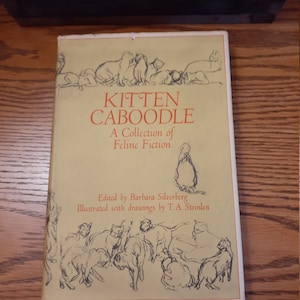 KITTEN
CABOODLE
A Collection of
Feline Fiction
Edited by Barbara Silverberg
Illustrated with drawings by T.A. Steinlen